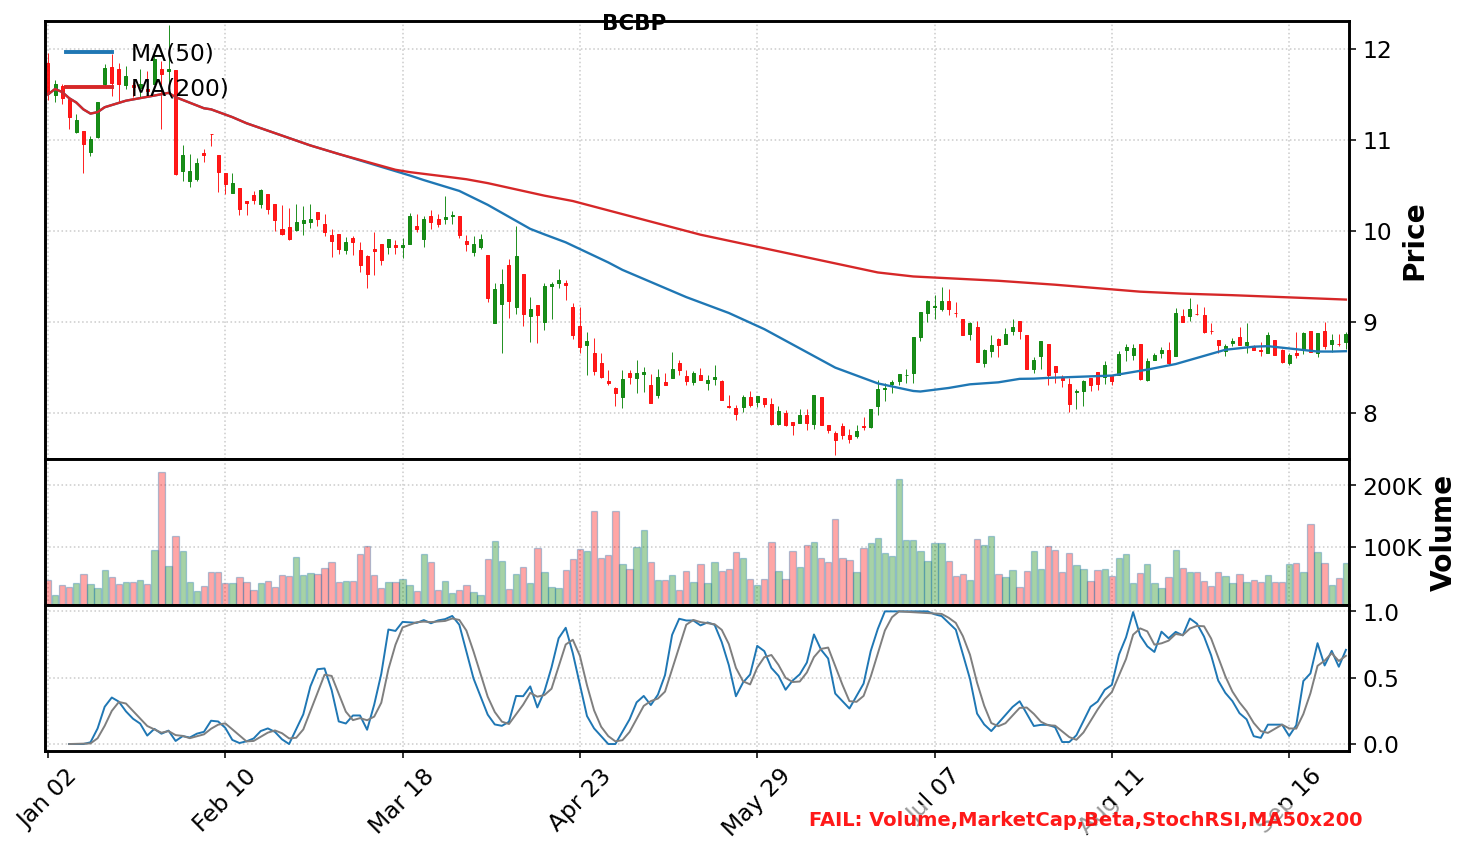 BCBP
MA(50)
MA(200)
12
11
10
9
8
Price
200K
100K
Volume
1.0
0.5
0.0
Jan 02
Feb 10
Mar 18
Apr 23
May 29
Jul 07
Aug 11
Sep 16
FAIL: Volume,MarketCap,Beta,StochRSI,MA50x200